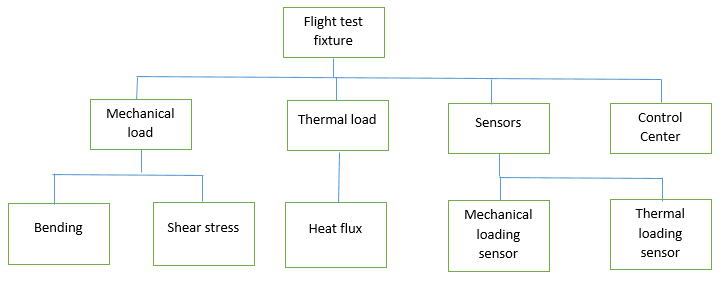 Flight test
fixture
Mechanical
load
Thermal load
Sensors
Control
Center
Bending
Shear stress
Heat flux
Mechanical
loading
sensor
Thermal
loading
sensor